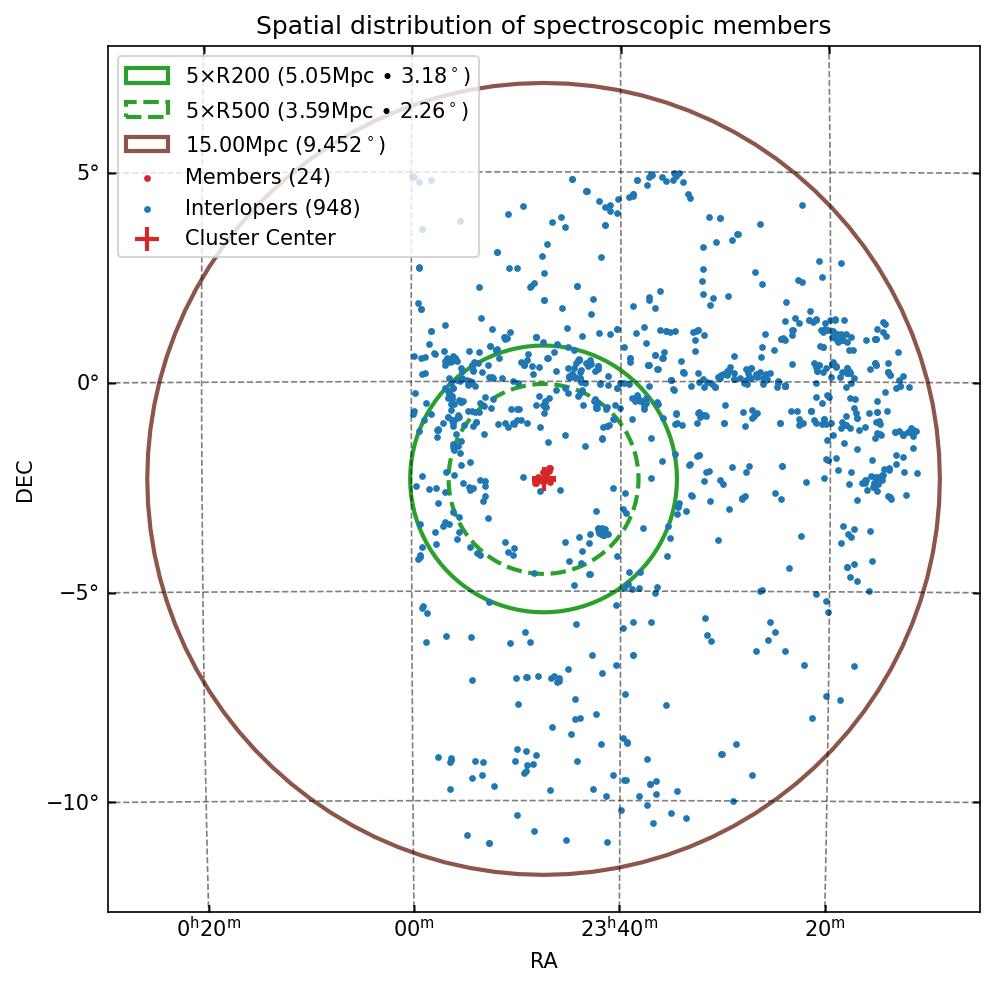 Spatial distribution of spectroscopic members
5×R200 (5.05Mpc • 3.18°)
5×R500 (3.59Mpc • 2.26°)
15.00Mpc (9.452°)
Members (24)
Interlopers (948)
Cluster Center
5°
0°
−5°
−10°
DEC
0ʰ20ᵐ
00ᵐ
23ʰ40ᵐ
20ᵐ
RA